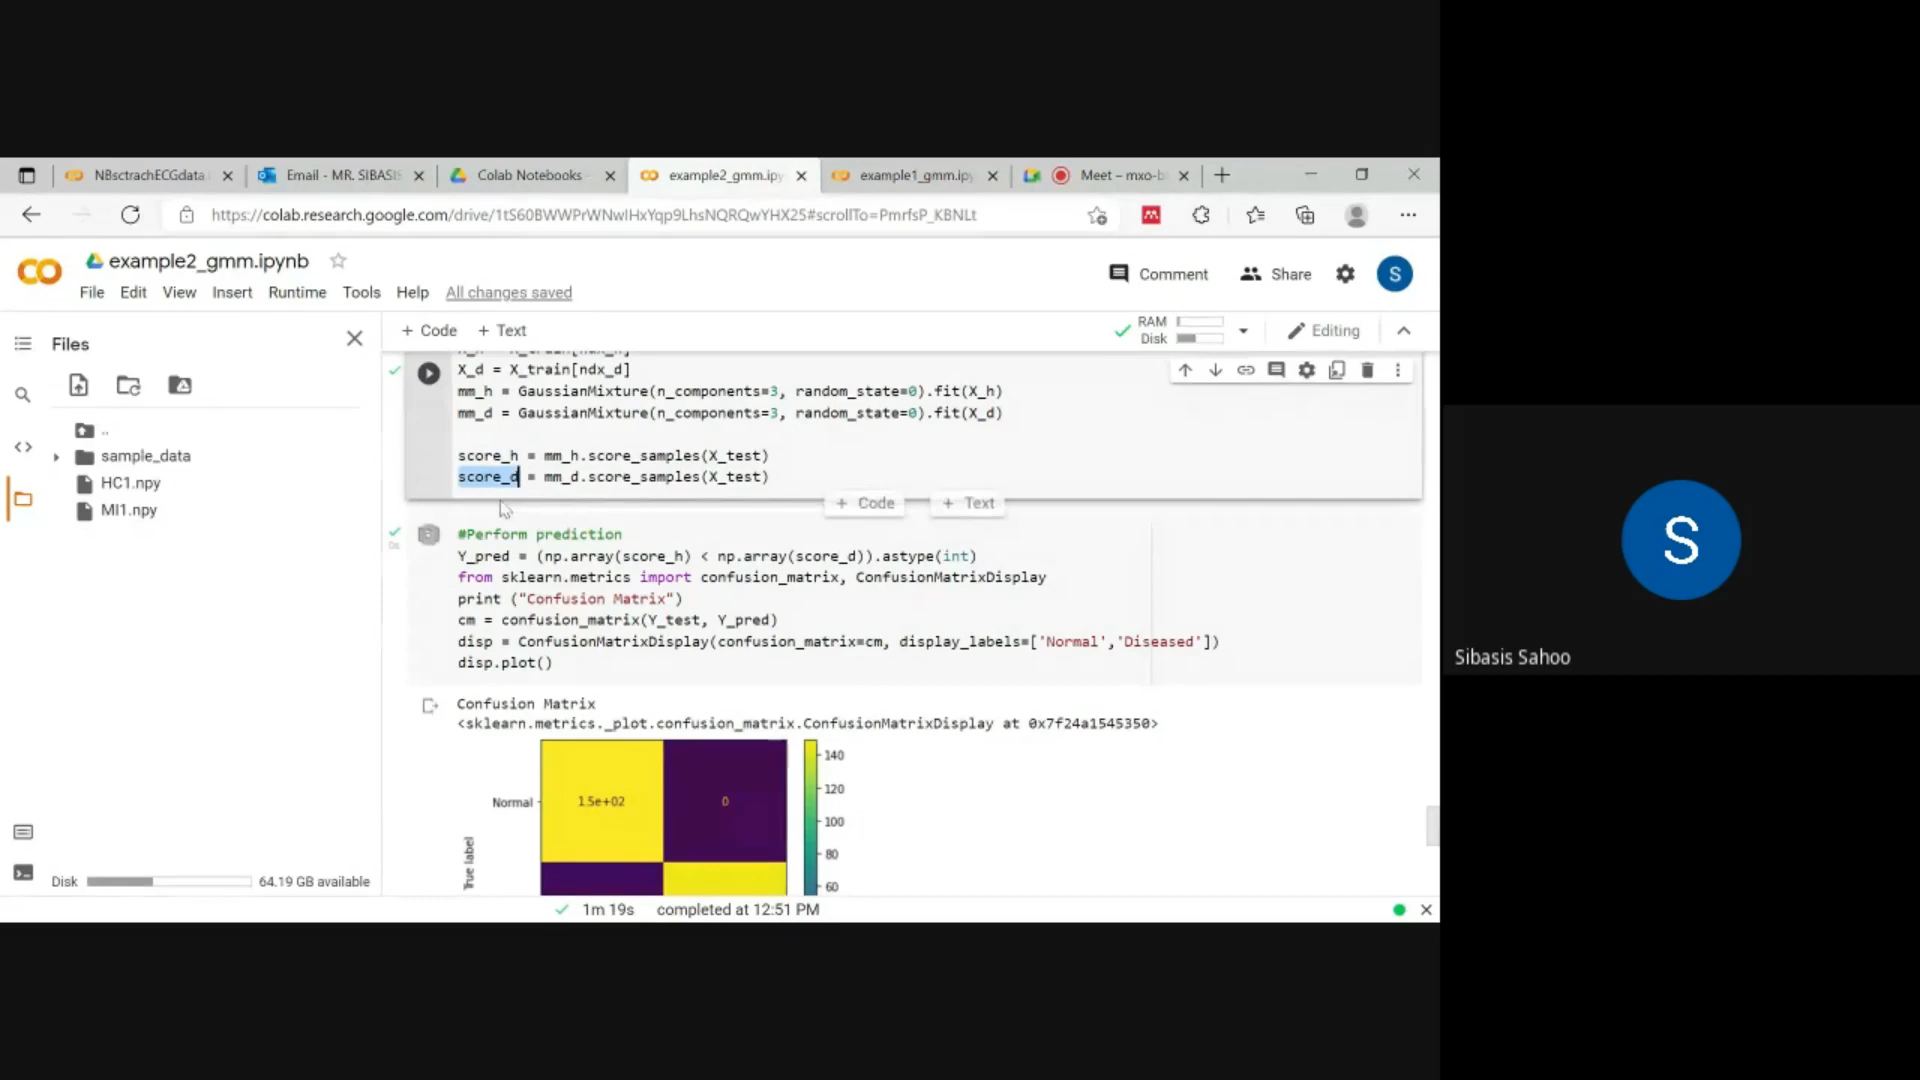 NBsctrachECGdata
Email - MR. SIBASIS
Colab Notebooks
example2_gmm.ipy
example1_gmm.ipy
Meet – mxo-b
https://colab.research.google.com/drive/1tS60BWWPrWNwIHxYqp9LhsNQRQwYHX25#scrollTo=PmrfsP_KBNLt
example2_gmm.ipynb
Comment
Share
S
File Edit View Insert Runtime Tools Help All changes saved
+ Code + Text
RAM
Disk
Editing
Files
..
sample_data
HC1.npy
MI1.npy
Disk
64.19 GB available
X_d = X_train[ndx_d]
mm_h = GaussianMixture(n_components=3, random_state=0).fit(X_h)
mm_d = GaussianMixture(n_components=3, random_state=0).fit(X_d)
score_h = mm_h.score_samples(X_test)
score_d = mm_d.score_samples(X_test)
+ Code + Text
0s
#Perform prediction
Y_pred = (np.array(score_h) < np.array(score_d)).astype(int)
from sklearn.metrics import confusion_matrix, ConfusionMatrixDisplay
print ("Confusion Matrix")
cm = confusion_matrix(Y_test, Y_pred)
disp = ConfusionMatrixDisplay(confusion_matrix=cm, display_labels=['Normal','Diseased'])
disp.plot()
Confusion Matrix
<sklearn.metrics._plot.confusion_matrix.ConfusionMatrixDisplay at 0x7f24a1545350>
Normal
1.5e+02
0
True label
140
120
100
80
60
1m 19s completed at 12:51 PM
S
Sibasis Sahoo